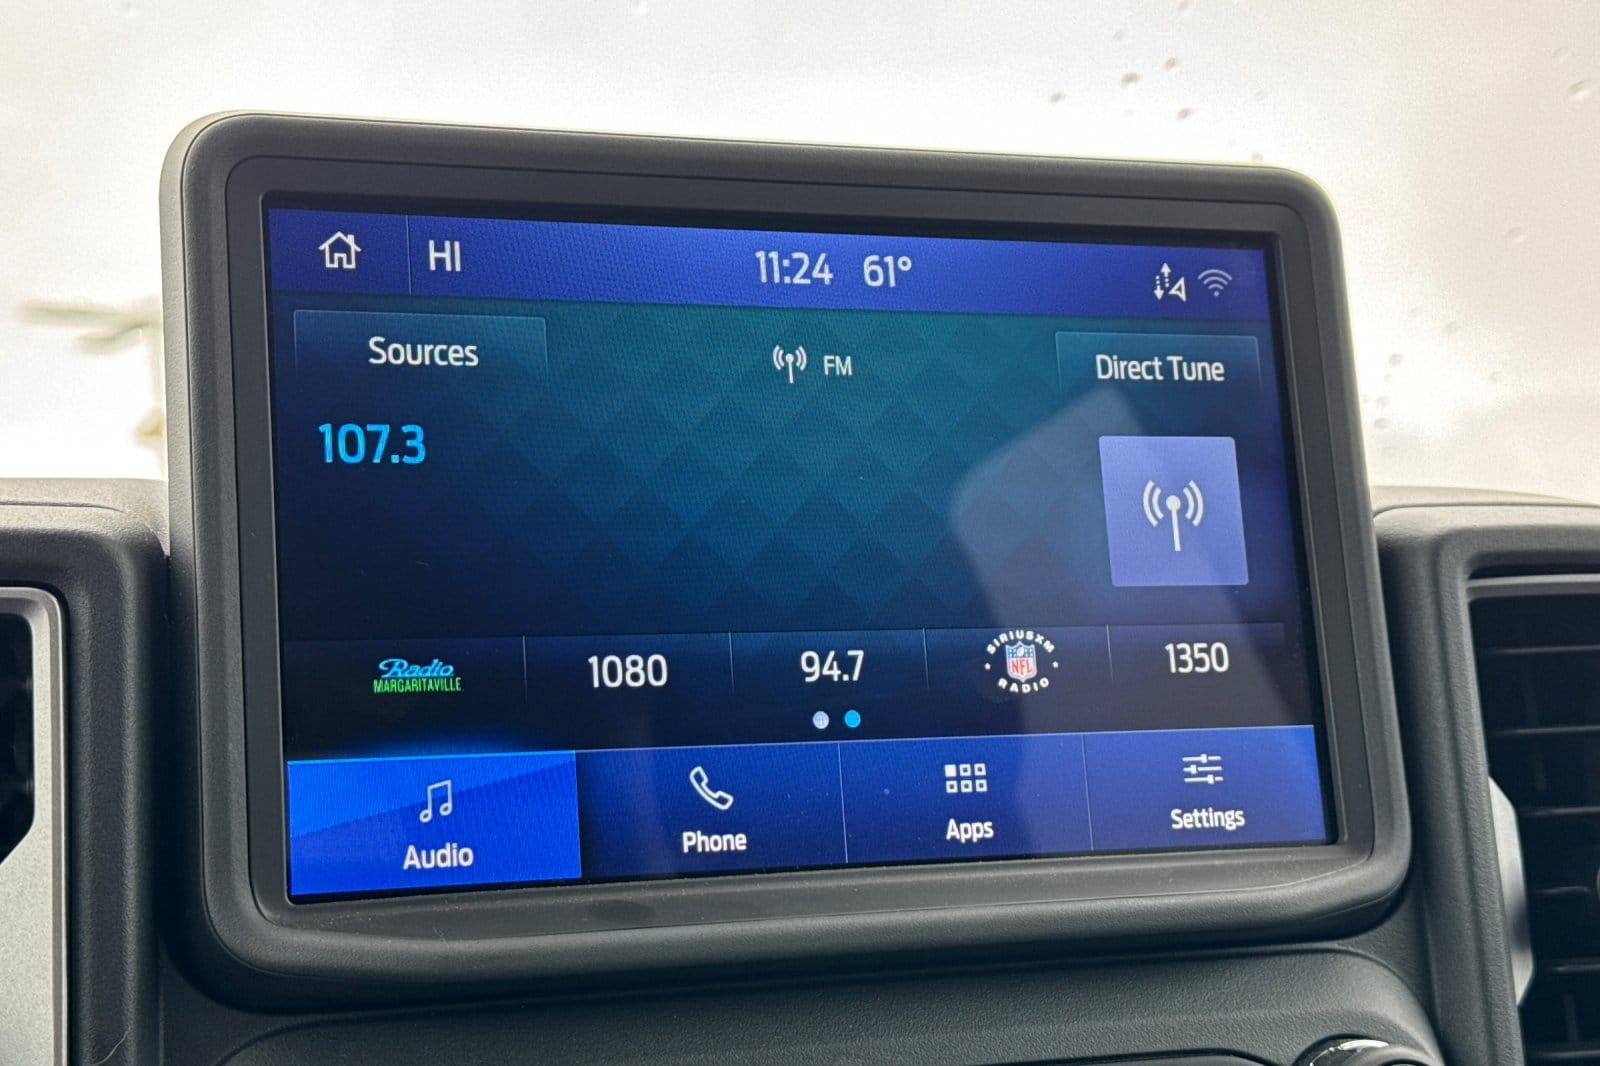 HI
11:24 61°
Sources
FM
Direct Tune
107.3
Radio
MARGARITAVILLE
1080
94.7
SIRIUSXM
NFL
RADIO
1350
Audio
Phone
Apps
Settings